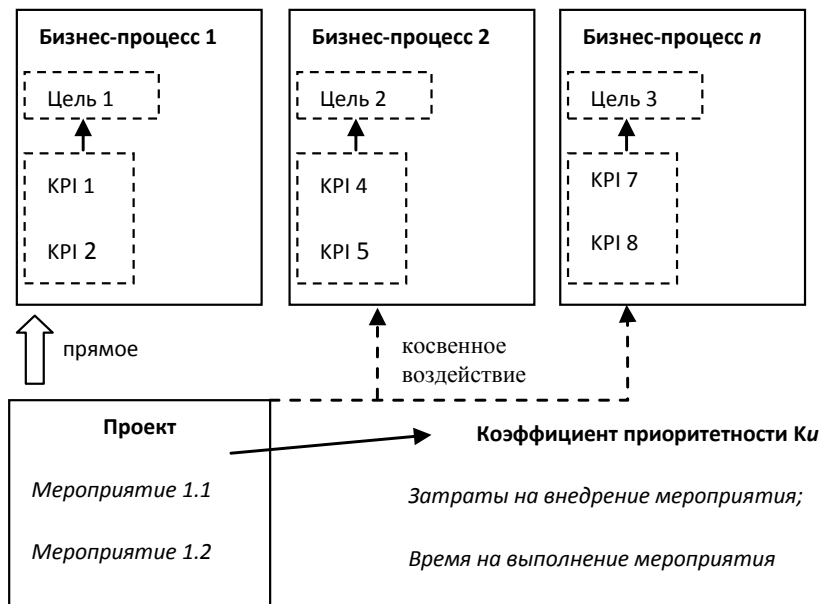 Бизнес-процесс 1
Цель 1
KPI 1
KPI 2
Бизнес-процесс 2
Цель 2
KPI 4
KPI 5
Бизнес-процесс n
Цель 3
KPI 7
KPI 8
прямое
косвенное
воздействие
Проект
Мероприятие 1.1
Мероприятие 1.2
Коэффициент приоритетности Кu
Затраты на внедрение мероприятия;
Время на выполнение мероприятия